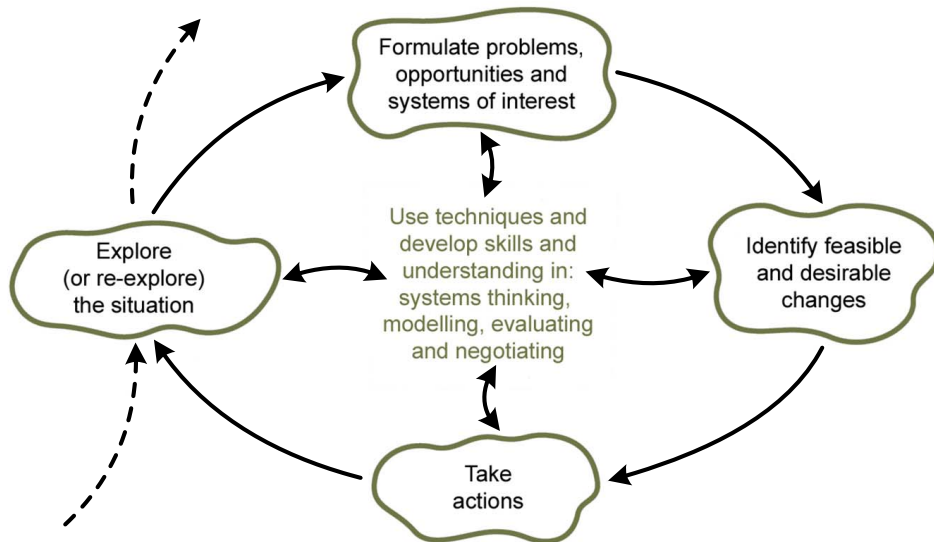 Formulate problems,
opportunities and
systems of interest
Use techniques and
develop skills and
understanding in:
systems thinking,
modelling, evaluating
and negotiating
Explore
(or re-explore)
the situation
Identify feasible
and desirable
changes
Take
actions